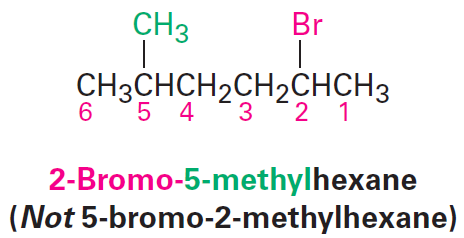 CH3 Br
CH3CHCH2CH2CHCH3
6 5 4 3 2 1
2-Bromo-5-methylhexane
(Not 5-bromo-2-methylhexane)